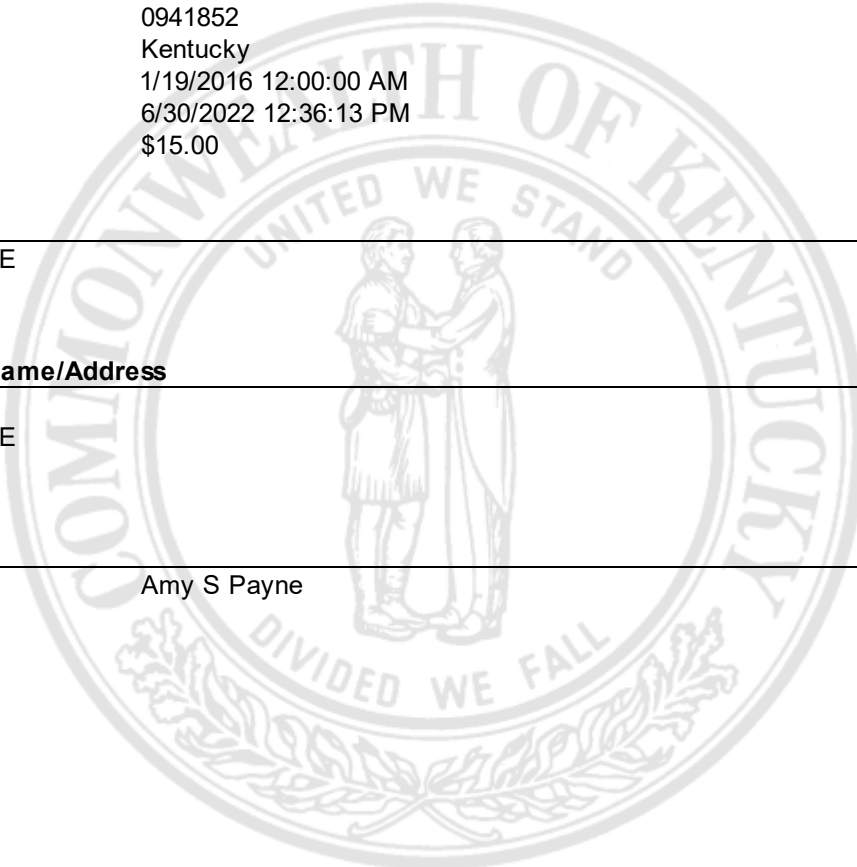 0941852
Kentucky
1/19/2016 12:00:00 AM
6/30/2022 12:36:13 PM
$15.00
E
ame/Address
E
Amy S Payne
COMMONWEALTH OF KENTUCKY
UNITED WE STAND
DIVIDED WE FALL